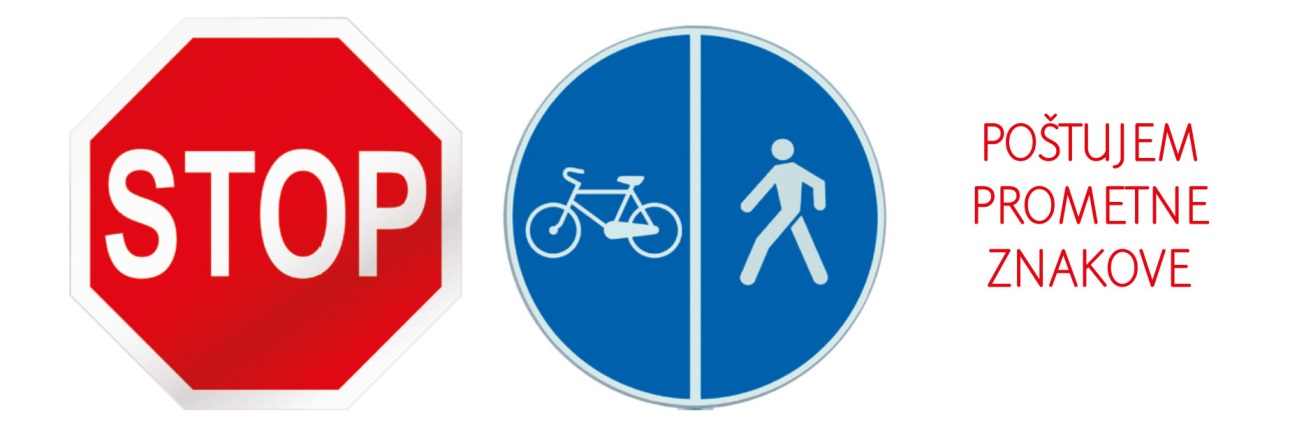 STOP
POŠTUJEM
PROMETNE
ZNAKOVE